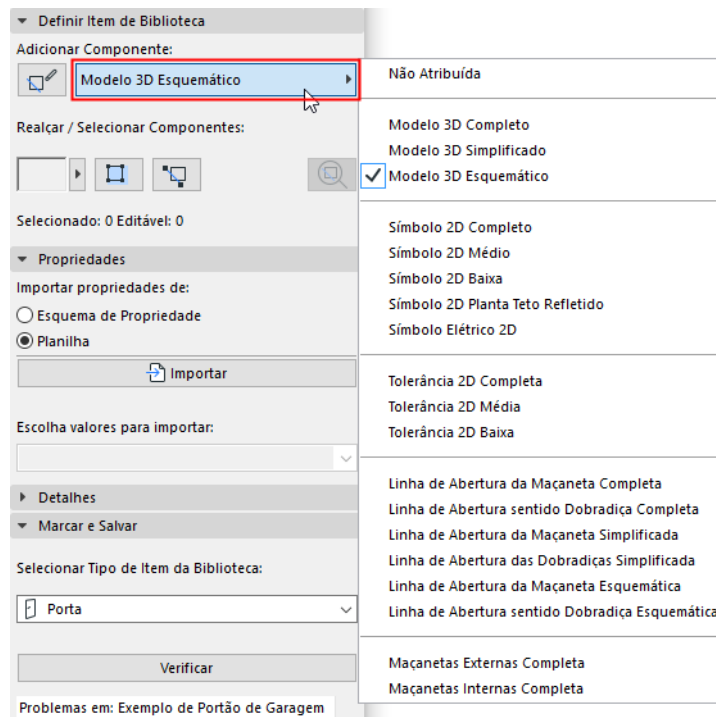 Definir Item de Biblioteca
Adicionar Componente:
Modelo 3D Esquemático
Realçar / Selecionar Componentes:
Selecionado: 0 Editável: 0
Propriedades
Importar propriedades de:
Esquema de Propriedade
Planilha
Importar
Escolha valores para importar:
Detalhes
Marcar e Salvar
Selecionar Tipo de Item da Biblioteca:
Porta
Verificar
Problemas em: Exemplo de Portão de Garagem
Não Atribuída
Modelo 3D Completo
Modelo 3D Simplificado
Modelo 3D Esquemático
Símbolo 2D Completo
Símbolo 2D Médio
Símbolo 2D Baixa
Símbolo 2D Planta Teto Refletido
Símbolo Elétrico 2D
Tolerância 2D Completa
Tolerância 2D Média
Tolerância 2D Baixa
Linha de Abertura da Maçaneta Completa
Linha de Abertura sentido Dobradiça Completa
Linha de Abertura da Maçaneta Simplificada
Linha de Abertura das Dobradiças Simplificada
Linha de Abertura da Maçaneta Esquemática
Linha de Abertura sentido Dobradiça Esquemática
Maçanetas Externas Completa
Maçanetas Internas Completa